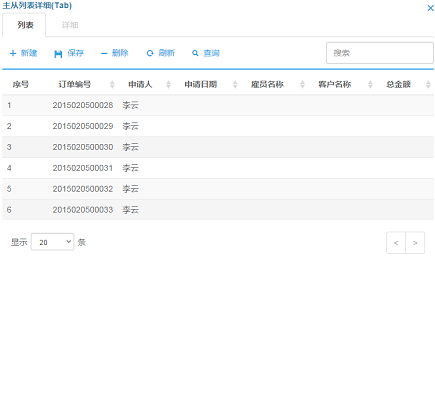 主从列表详细(Tab)
列表 详细
新建 保存 删除 刷新 查询 搜索
序号 订单编号 申请人 申请日期 雇员名称 客户名称 总金额
1 2015020500028 李云
2 2015020500029 李云
3 2015020500030 李云
4 2015020500031 李云
5 2015020500032 李云
6 2015020500033 李云
显示 20 条 < >